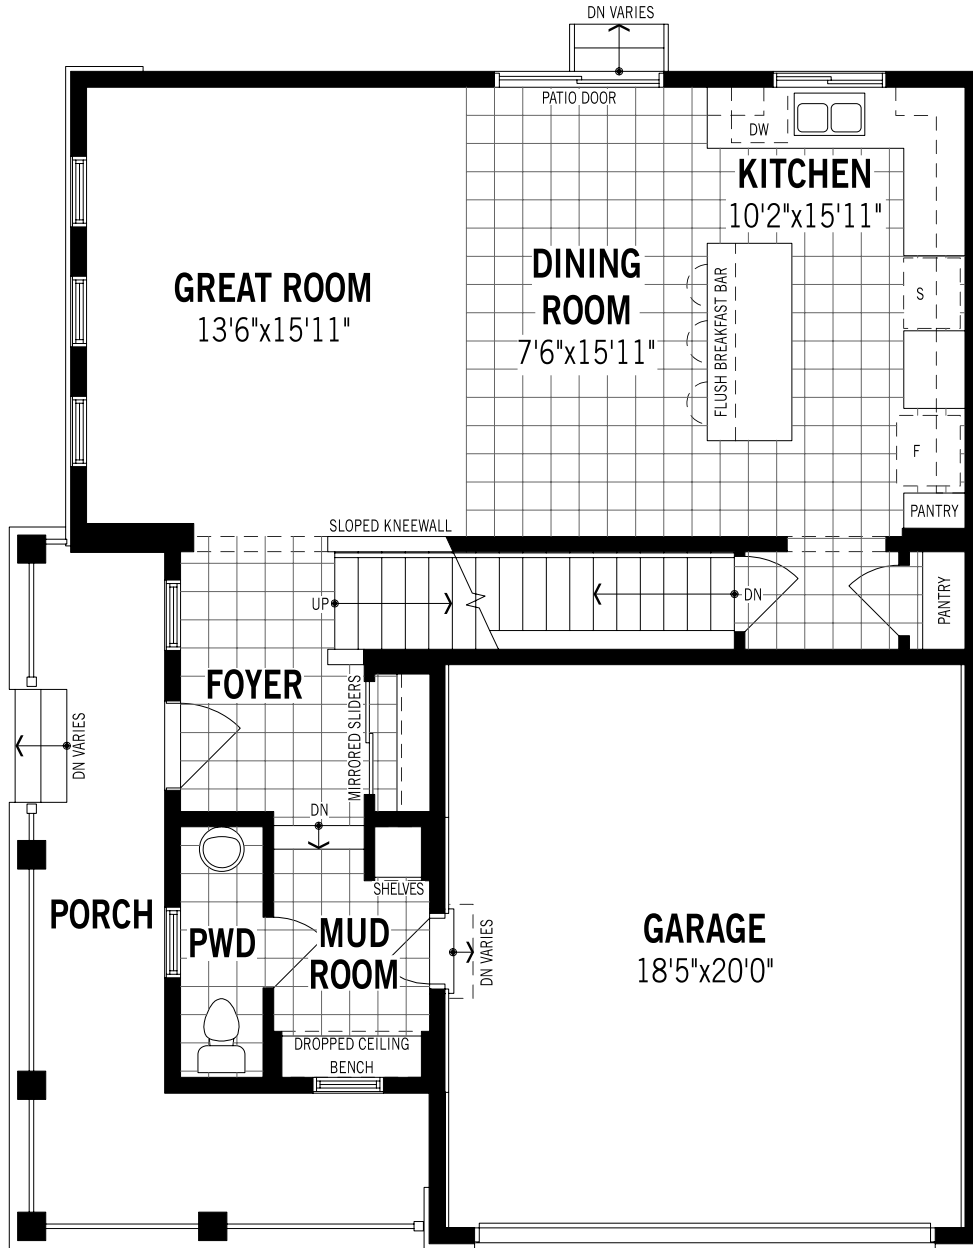 DN VARIES
PATIO DOOR
DW
KITCHEN
10'2"x15'11"
DINING
ROOM
7'6"x15'11"
GREAT ROOM
13'6"x15'11"
FLUSH BREAKFAST BAR
S
F
PANTRY
SLOPED KNEEWALL
UP
DN
PANTRY
FOYER
MIRRORED SLIDERS
DN VARIES
DN
SHELVES
PORCH
PWD
MUD
ROOM
DN VARIES
GARAGE
18'5"x20'0"
DROPPED CEILING
BENCH